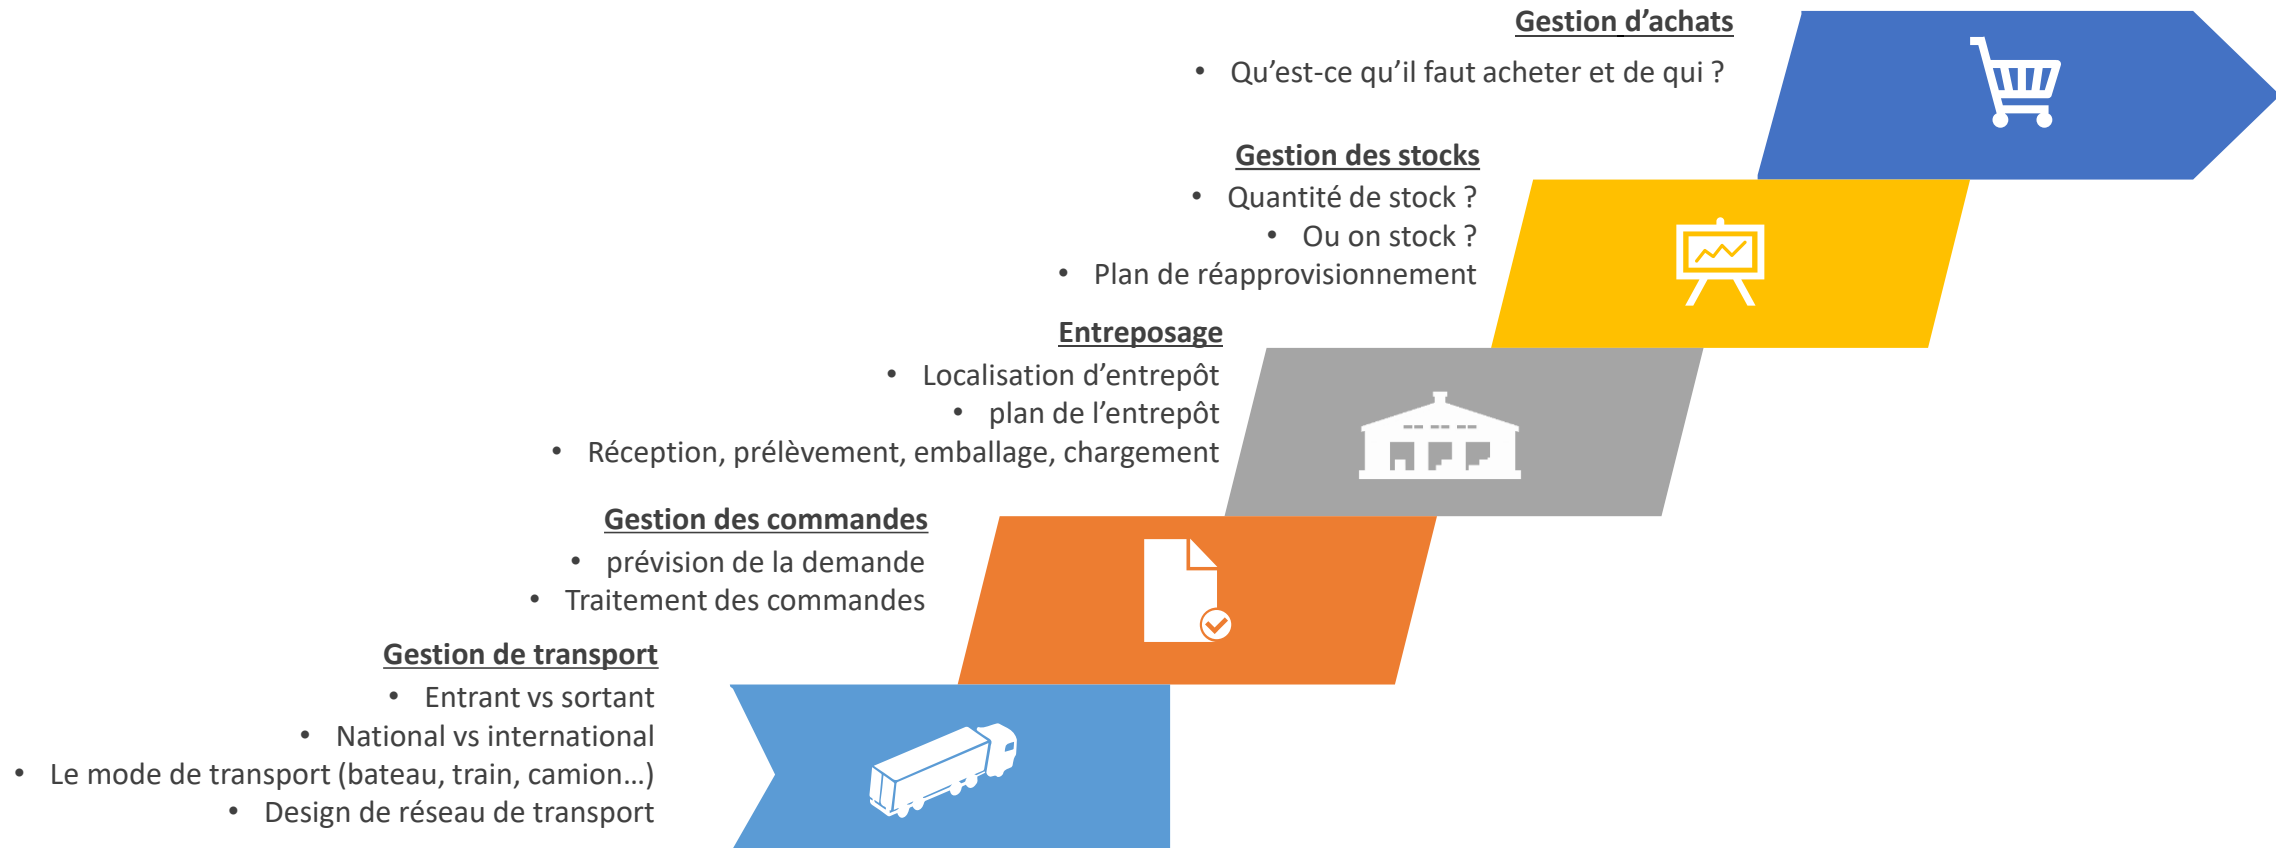 Gestion d’achats
• Qu’est-ce qu’il faut acheter et de qui ?
Gestion des stocks
• Quantité de stock ?
• Ou on stock ?
• Plan de réapprovisionnement
Entreposage
• Localisation d’entrepôt
• plan de l’entrepôt
• Réception, prélèvement, emballage, chargement
Gestion des commandes
• prévision de la demande
• Traitement des commandes
Gestion de transport
• Entrant vs sortant
• National vs international
• Le mode de transport (bateau, train, camion…)
• Design de réseau de transport